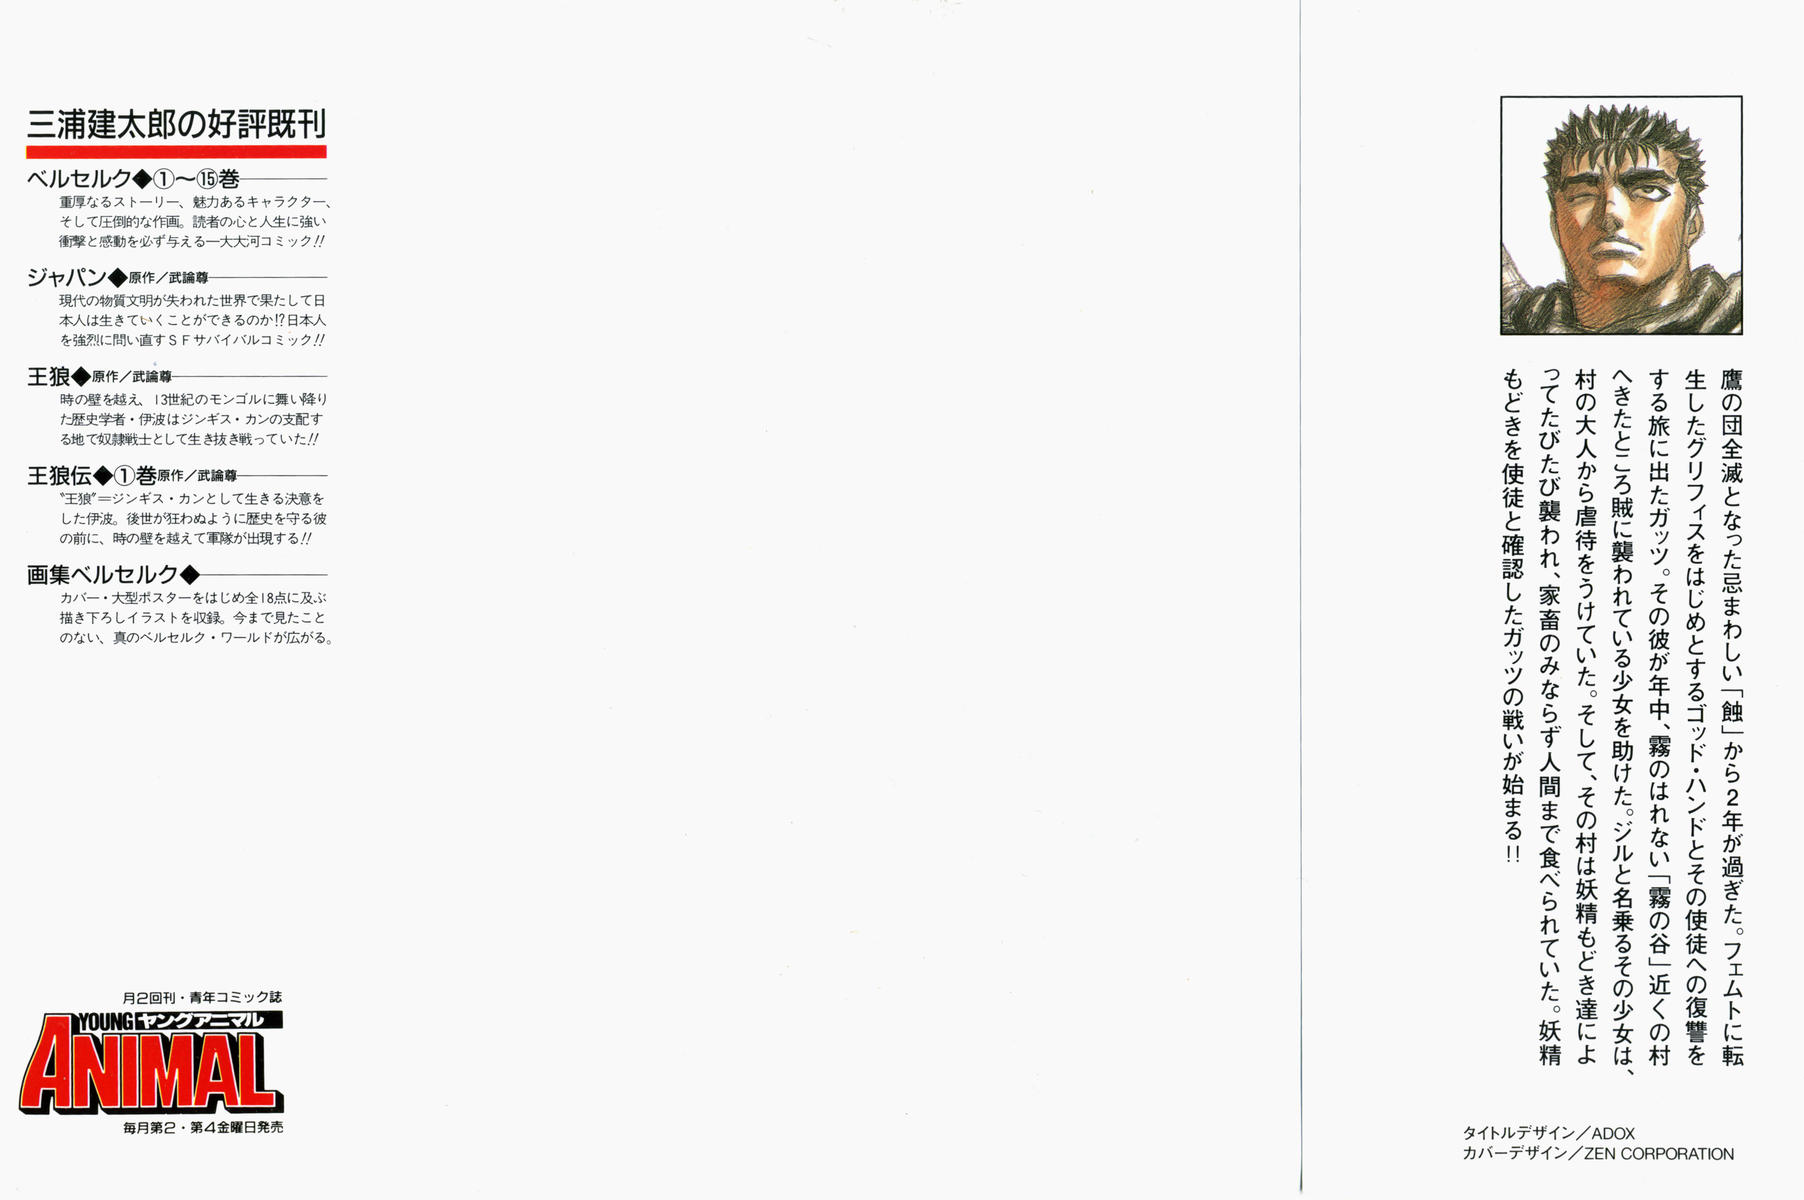 三浦建太郎の好評既刊
ベルセルク◆①〜⑮巻
重厚なるストーリー、魅力あるキャラクター、
そして圧倒的な作画。読者の心と人生に強い
衝撃と感動を必ず与える一大大河コミック!!
ジャパン◆原作／武論尊
現代の物質文明が失われた世界で果たして日
本人は生きていくことができるのか!?日本人
を強烈に問い直すＳＦサバイバルコミック!!
王狼◆原作／武論尊
時の壁を越え、13世紀のモンゴルに舞い降り
た歴史学者・伊波はジンギス・カンの支配す
る地で奴隷戦士として生き抜き戦っていた!!
王狼伝◆①巻原作／武論尊
〝王狼〟＝ジンギス・カンとして生きる決意を
した伊波。後世が狂わぬように歴史を守る彼
の前に、時の壁を越えて軍隊が出現する!!
画集ベルセルク◆
カバー・大型ポスターをはじめ全18点に及ぶ
描き下ろしイラストを収録。今まで見たこと
のない、真のベルセルク・ワールドが広がる。
月2回刊・青年コミック誌
YOUNG ヤングアニマル
ANIMAL
毎月第2・第4金曜日発売
鷹の団全滅となった忌まわしい「蝕」から2年が過ぎた。フェムトに転
生したグリフィスをはじめとするゴッド・ハンドとその使徒への復讐を
する旅に出たガッツ。その彼が年中、霧のはれない「霧の谷」近くの村
へきたところ賊に襲われている少女を助けた。ジルと名乗るその少女は、
村の大人から虐待をうけていた。そして、その村は妖精もどき達によ
ってたびたび襲われ、家畜のみならず人間まで食べられていた。妖精
もどきを使徒と確認したガッツの戦いが始まる!!
タイトルデザイン／ADOX
カバーデザイン／ZEN CORPORATION